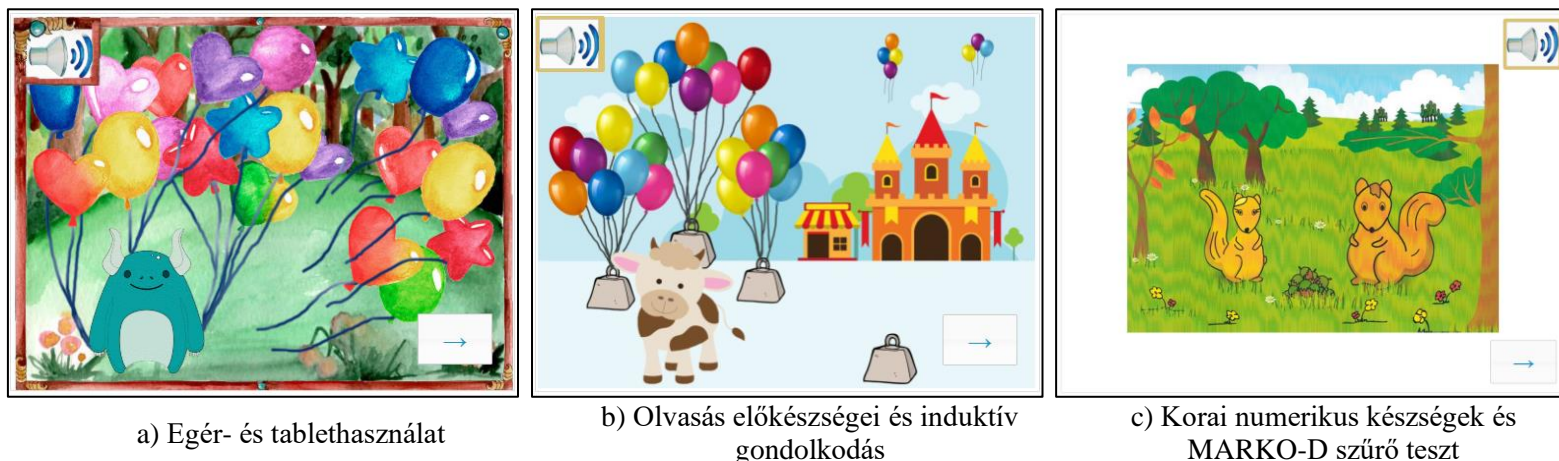 a) Egér- és tablethasználat
b) Olvasás előkészségei és induktív
gondolkodás
c) Korai numerikus készségek és
MARKO-D szűrő teszt